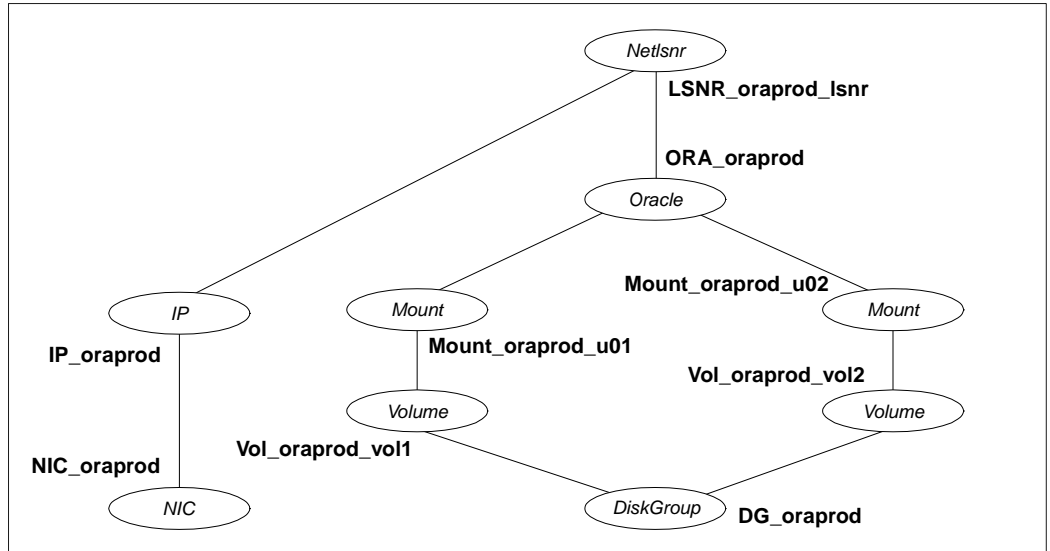 Netlsnr
LSNR_oraprod_lsnr
ORA_oraprod
Oracle
Mount_oraprod_u02
IP
Mount
Mount
IP_oraprod
Mount_oraprod_u01
Vol_oraprod_vol2
Volume
Volume
Vol_oraprod_vol1
NIC_oraprod
NIC
DiskGroup
DG_oraprod